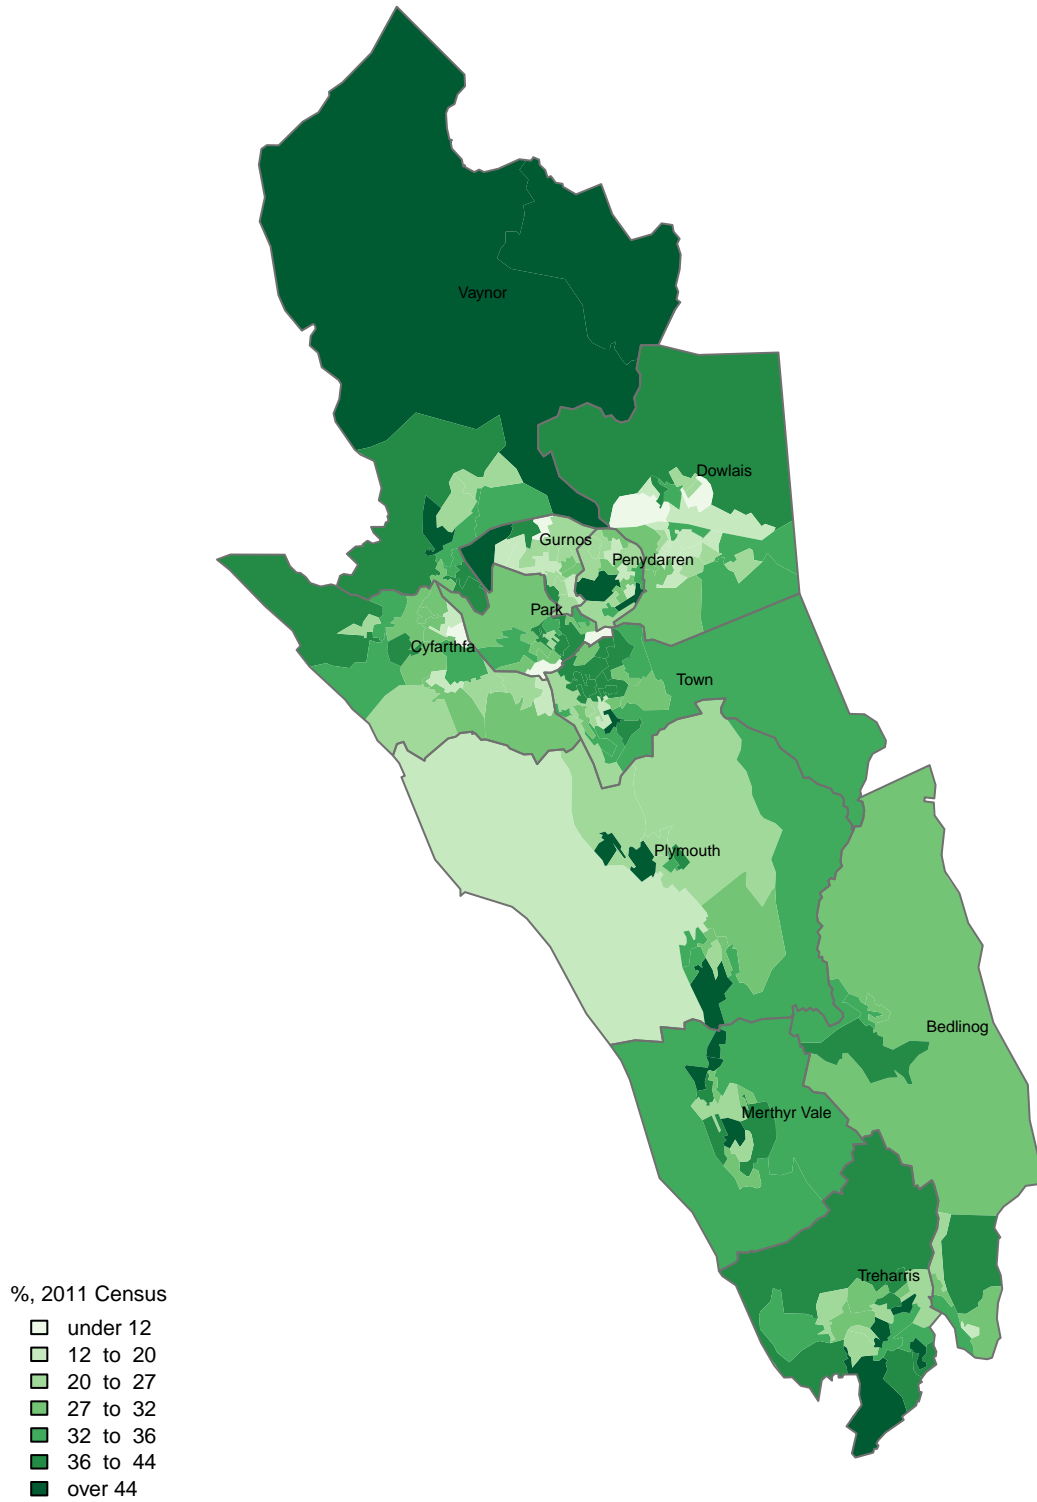 Vaynor
Dowlais
Gurnos
Penydarren
Park
Cyfarthfa
Town
Plymouth
Bedlinog
Merthyr Vale
Treharris
%, 2011 Census
under 12
12 to 20
20 to 27
27 to 32
32 to 36
36 to 44
over 44